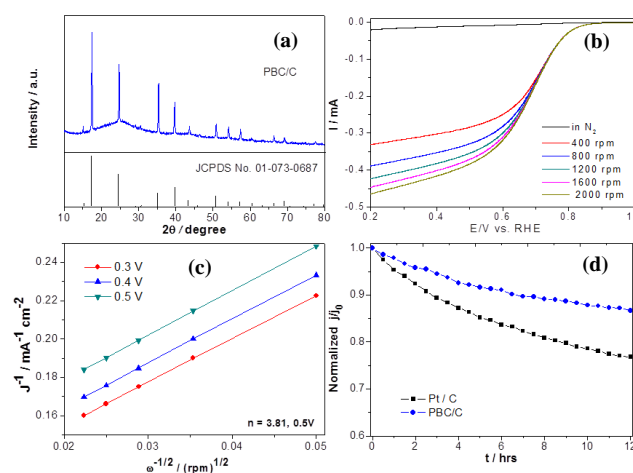 (a)
PBC/C
Intensity / a.u.
JCPDS No. 01-073-0687
10 20 30 40 50 60 70 80
2θ / degree
(b)
0.0
-0.1
-0.2
-0.3
-0.4
-0.5
I / mA
in N2
400 rpm
800 rpm
1200 rpm
1600 rpm
2000 rpm
0.2 0.4 0.6 0.8 1.0
E/V vs. RHE
(c)
0.3 V
0.4 V
0.5 V
0.24
0.22
0.20
0.18
0.16
J-1 / mA-1 cm-2
n = 3.81, 0.5V
0.02 0.03 0.04 0.05
ω-1/2 / (rpm)1/2
(d)
1.0
0.9
0.8
0.7
0.6
Normalized j/j0
Pt / C
PBC/C
0 2 4 6 8 10 12
t / hrs